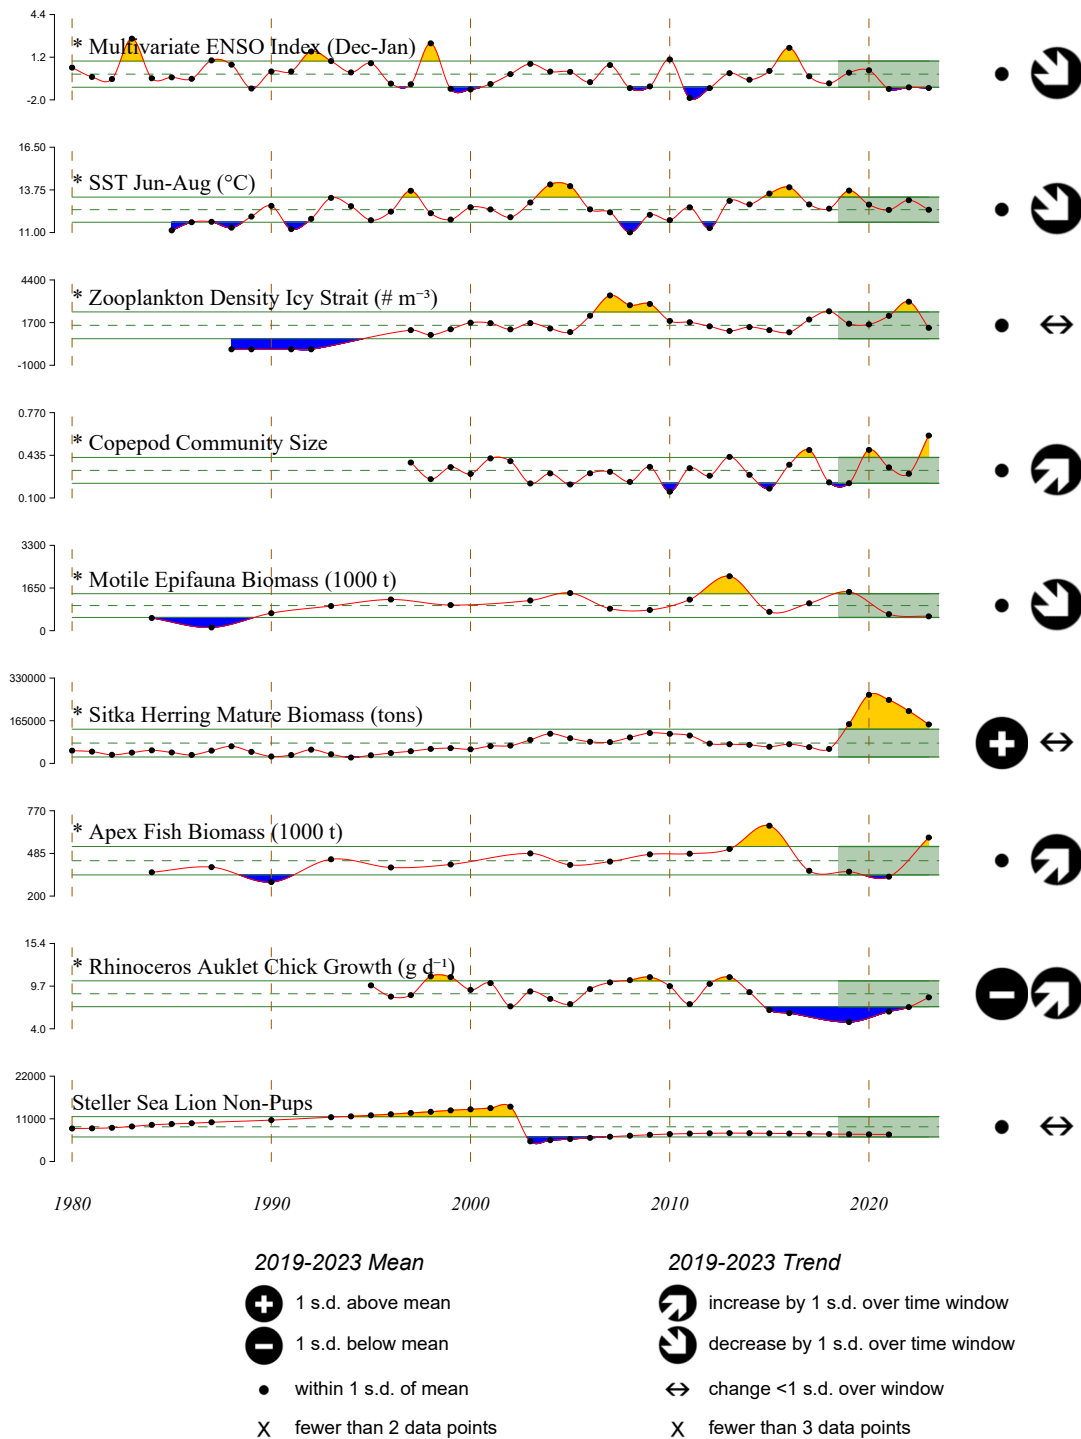 4.4
* Multivariate ENSO Index (Dec-Jan)
1.2
-2.0
16.50
* SST Jun-Aug (°C)
13.75
11.00
4400
* Zooplankton Density Icy Strait (# m⁻³)
1700
-1000
0.770
* Copepod Community Size
0.435
0.100
3300
* Motile Epifauna Biomass (1000 t)
1650
0
330000
* Sitka Herring Mature Biomass (tons)
165000
0
770
* Apex Fish Biomass (1000 t)
485
200
15.4
* Rhinoceros Auklet Chick Growth (g d⁻¹)
9.7
4.0
22000
Steller Sea Lion Non-Pups
11000
0
1980 1990 2000 2010 2020
2019-2023 Mean 2019-2023 Trend
1 s.d. above mean increase by 1 s.d. over time window
1 s.d. below mean decrease by 1 s.d. over time window
within 1 s.d. of mean change <1 s.d. over window
X fewer than 2 data points X fewer than 3 data points